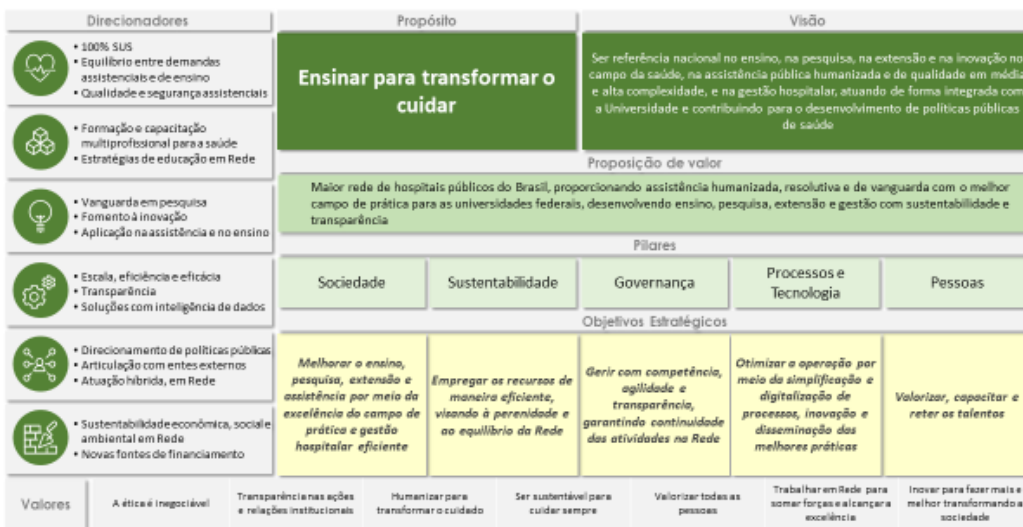 Direcionadores
• 100% SUS
• Equilíbrio entre demandas
assistenciais e de ensino
• Qualidade e segurança assistenciais
• Formação e capacitação
multiprofissional para a saúde
• Estratégias de educação em Rede
• Vanguarda em pesquisa
• Fomento à inovação
• Aplicação na assistência e no ensino
• Escala, eficiência e eficácia
• Transparência
• Soluções com inteligência de dados
• Direcionamento de políticas públicas
• Articulação com entes externos
• Atuação híbrida, em Rede
• Sustentabilidade econômica, social e
ambiental em Rede
• Novas fontes de financiamento
Propósito
Ensinar para transformar o
cuidar
Visão
Ser referência nacional no ensino, na pesquisa, na extensão e na inovação no
campo da saúde, na assistência pública humanizada e de qualidade em média
e alta complexidade, e na gestão hospitalar, atuando de forma integrada com
a Universidade e contribuindo para o desenvolvimento de políticas públicas
de saúde
Proposição de valor
Maior rede de hospitais públicos do Brasil, proporcionando assistência humanizada, resolutiva e de vanguarda com o melhor
campo de prática para as universidades federais, desenvolvendo ensino, pesquisa, extensão e gestão com sustentabilidade e
transparência
Pilares
Sociedade
Sustentabilidade
Governança
Processos e
Tecnologia
Pessoas
Objetivos Estratégicos
Melhorar o ensino,
pesquisa, extensão e
assistência por meio da
excelência do campo de
prática e gestão
hospitalar eficiente
Empregar os recursos de
maneira eficiente,
visando à perenidade e
ao equilíbrio da Rede
Gerir com competência,
agilidade e
transparência,
garantindo continuidade
das atividades na Rede
Otimizar a operação por
meio da simplificação e
digitalização de
processos, inovação e
disseminação das
melhores práticas
Valorizar, capacitar e
reter os talentos
Valores
A ética é inegociável
Transparência nas ações
e relações institucionais
Humanizar para
transformar o cuidado
Ser sustentável para
cuidar sempre
Valorizar todas as
pessoas
Trabalhar em Rede para
somar forças e alcançar a
excelência
Inovar para fazer mais e
melhor transformando a
sociedade